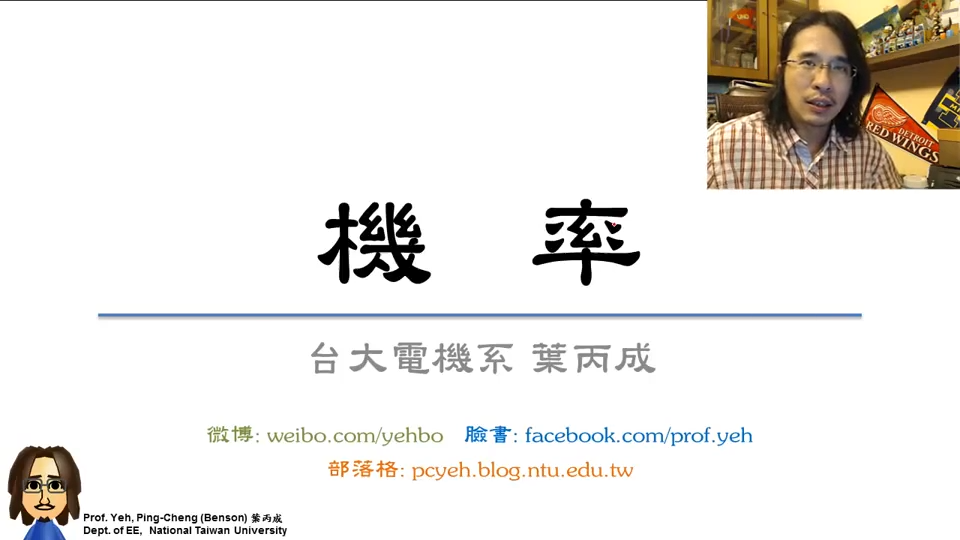 DETROIT
RED WINGS
機 率
台大電機系 葉丙成
微博: weibo.com/yehbo 臉書: facebook.com/prof.yeh
部落格: pcyeh.blog.ntu.edu.tw
Prof. Yeh, Ping-Cheng (Benson) 葉丙成
Dept. of EE, National Taiwan University